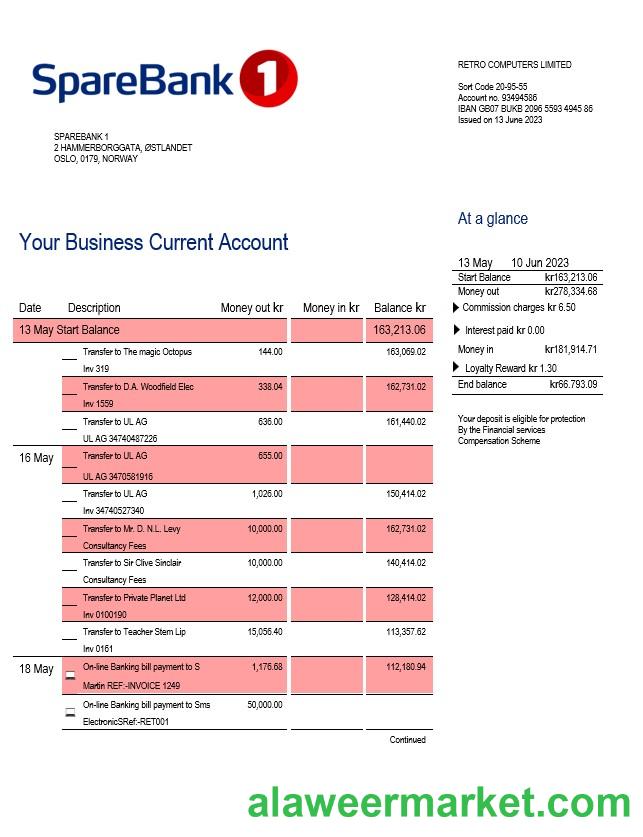 SpareBank 1
RETRO COMPUTERS LIMITED
Sort Code 20-95-55
Account no. 93494586
IBAN GB07 BUKB 2096 5593 4945 86
Issued on 13 June 2023
SPAREBANK 1
2 HAMMERBORGGATA, ØSTLANDET
OSLO, 0179, NORWAY
At a glance
13 May 10 Jun 2023
Start Balance kr163,213.06
Money out kr278,334.68
Commission charges kr 6.50
Interest paid kr 0.00
Money in kr181,914.71
Loyalty Reward kr 1.30
End balance kr66.793.09
Your deposit is eligible for protection
By the Financial services
Compensation Scheme
Your Business Current Account
Date Description Money out kr Money in kr Balance kr
13 May Start Balance 163,213.06
Transfer to The magic Octopus 144.00 163,069.02
Inv 319
Transfer to D.A. Woodfield Elec 338.04 162,731.02
Inv 1559
Transfer to UL AG 636.00 161,440.02
UL AG 34740487226
16 May Transfer to UL AG 655.00
UL AG 3470581916
Transfer to UL AG 1,026.00 150,414.02
Inv 34740527340
Transfer to Mr. D. N.L. Levy 10,000.00 162,731.02
Consultancy Fees
Transfer to Sir Clive Sinclair 10,000.00 140,414.02
Consultancy Fees
Transfer to Private Planet Ltd 12,000.00 128,414.02
Inv 0100190
Transfer to Teacher Stem Lip 15,056.40 113,357.62
Inv 0161
18 May On-line Banking bill payment to S 1,176.68 112,180.94
Martin REF:-INVOICE 1249
On-line Banking bill payment to Sms 50,000.00
ElectronicSRef:-RET001
Continued
alaweermarket.com